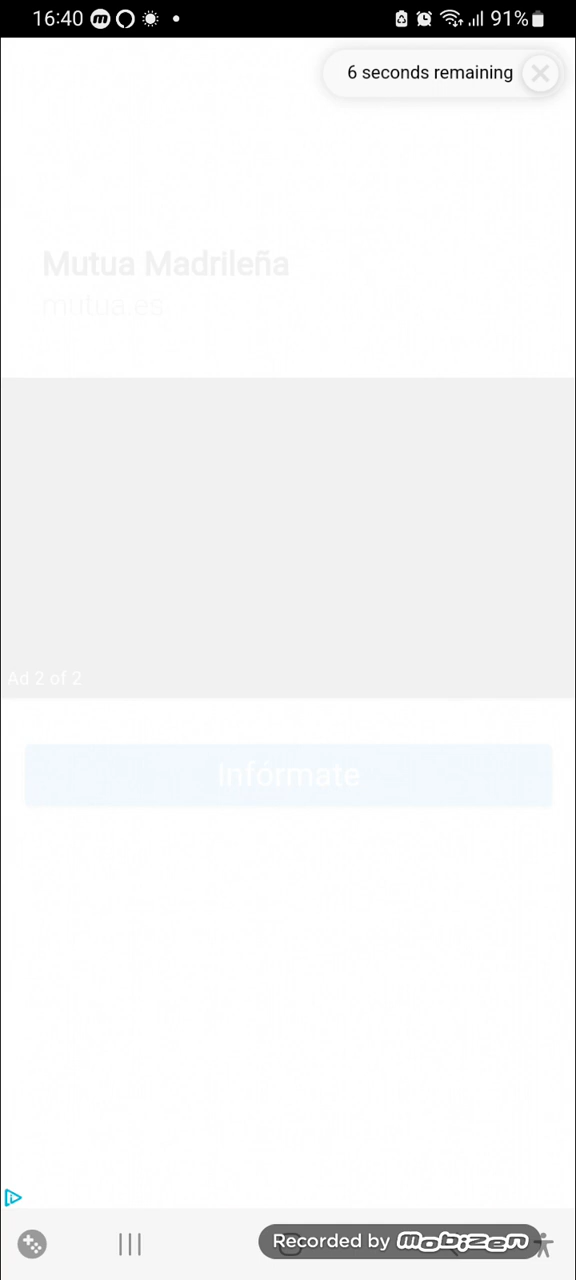 16:40
91%
6 seconds remaining
Mutua Madrileña
mutua.es
Ad 2 of 2
Infórmate
Recorded by mobizen